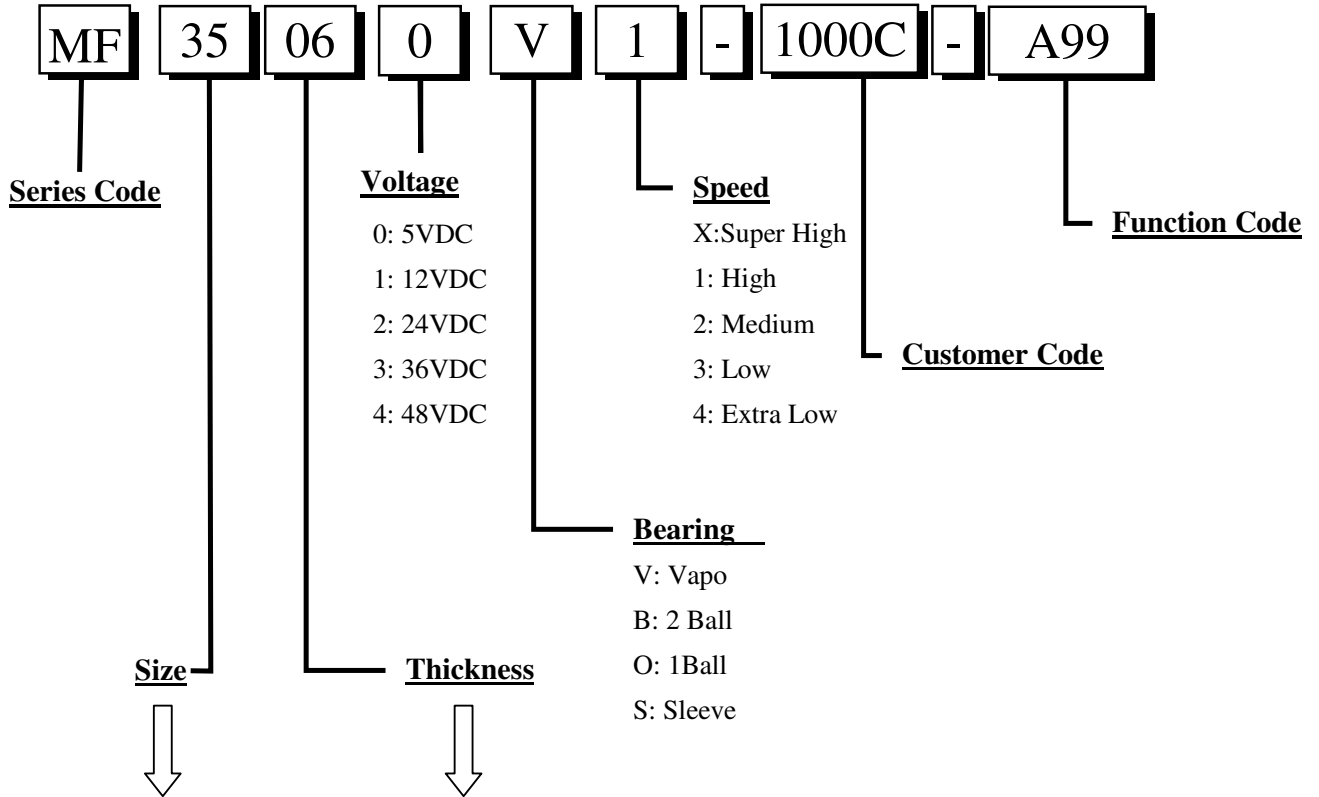 MF 35 06 0 V 1 - 1000C - A99
Series Code
Voltage
0: 5VDC
1: 12VDC
2: 24VDC
3: 36VDC
4: 48VDC
Speed
X:Super High
1: High
2: Medium
3: Low
4: Extra Low
Function Code
Customer Code
Bearing
V: Vapo
B: 2 Ball
O: 1Ball
S: Sleeve
Size
Thickness